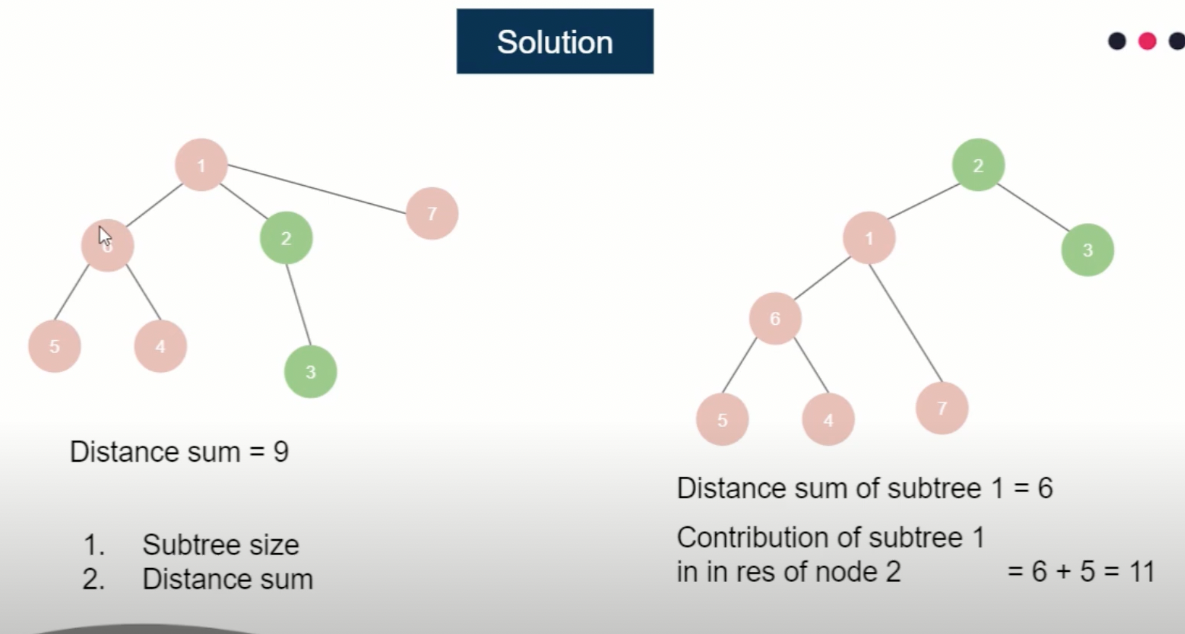 Solution
1
7
6
2
5
4
3
Distance sum = 9
1. Subtree size
2. Distance sum
2
1
3
6
5
4
7
Distance sum of subtree 1 = 6
Contribution of subtree 1
in in res of node 2 = 6 + 5 = 11